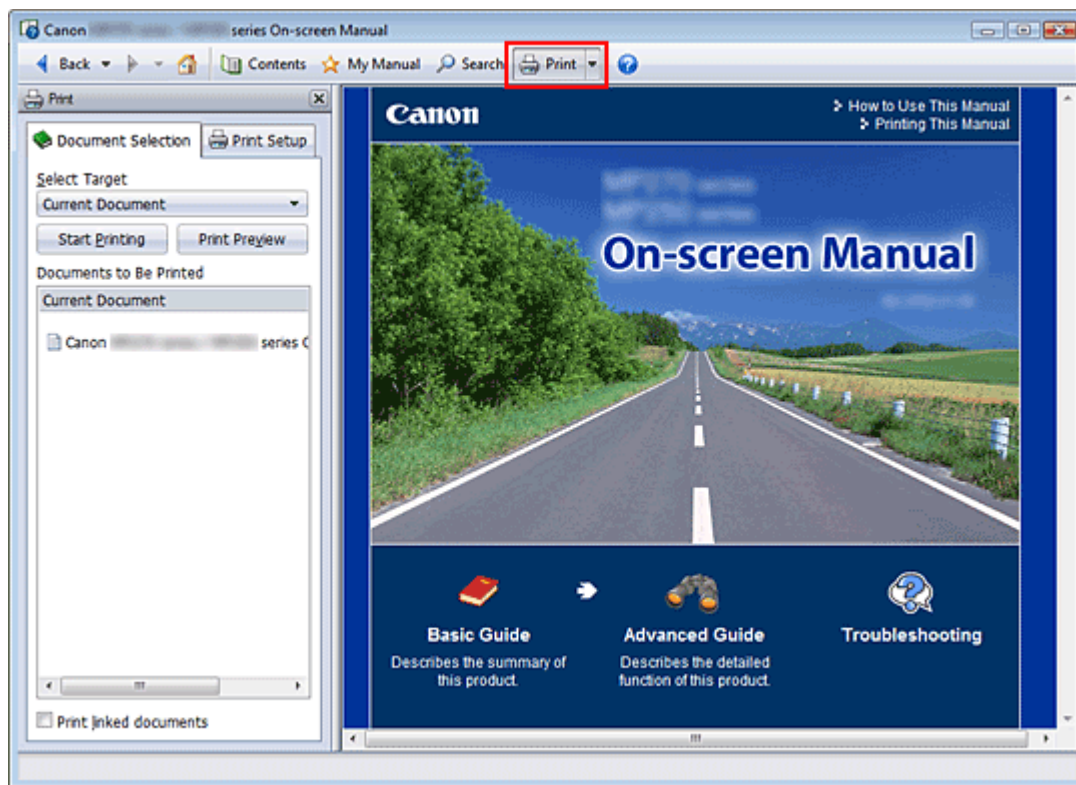 Canon series On-screen Manual
Back Contents My Manual Search Print
Print
Document Selection Print Setup
Select Target
Current Document
Start Printing Print Preview
Documents to Be Printed
Current Document
Canon series
Print linked documents
Canon
How to Use This Manual
Printing This Manual
series
series
On-screen Manual
Basic Guide
Describes the summary of
this product.
Advanced Guide
Describes the detailed
function of this product.
Troubleshooting